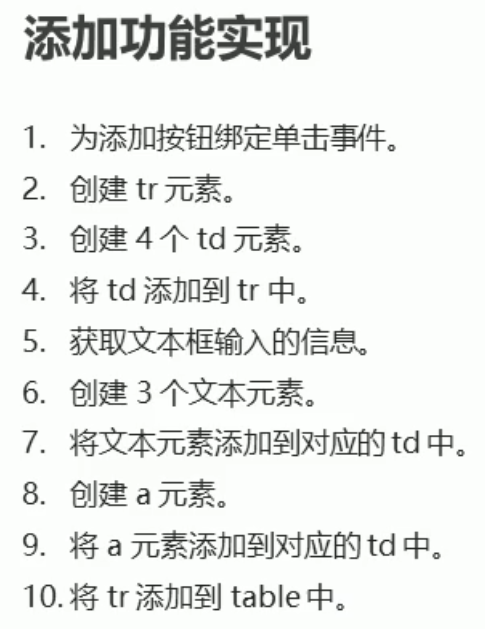 添加功能实现
1. 为添加按钮绑定单击事件。
2. 创建 tr 元素。
3. 创建 4 个 td 元素。
4. 将 td 添加到 tr 中。
5. 获取文本框输入的信息。
6. 创建 3 个文本元素。
7. 将文本元素添加到对应的 td 中。
8. 创建 a 元素。
9. 将 a 元素添加到对应的 td 中。
10. 将 tr 添加到 table 中。